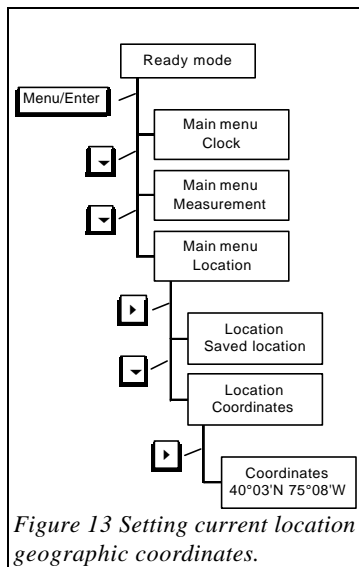 Ready mode
Menu/Enter
Main menu
Clock
Main menu
Measurement
Main menu
Location
Location
Saved location
Location
Coordinates
Coordinates
40°03'N 75°08'W
Figure 13 Setting current location
geographic coordinates.